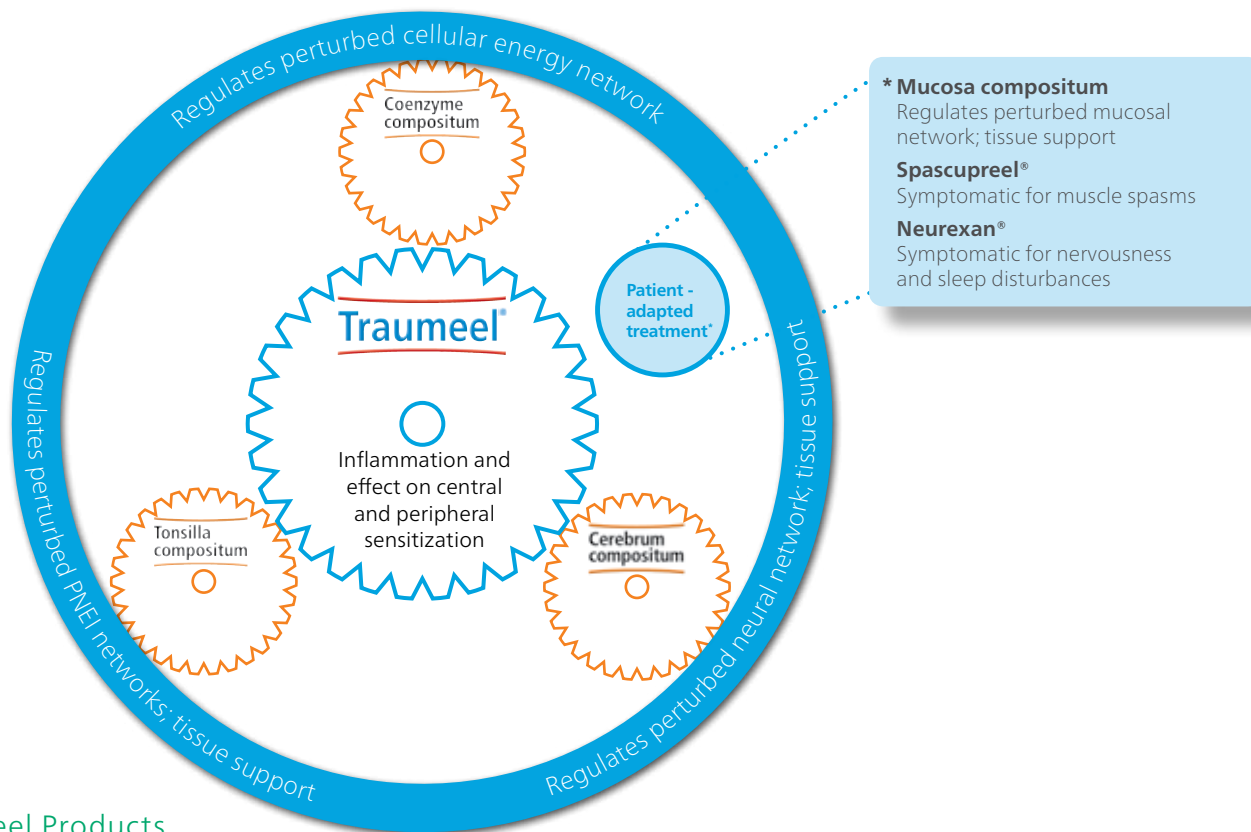 Regulates perturbed cellular energy network
Coenzyme
compositum
* Mucosa compositum
Regulates perturbed mucosal
network; tissue support
Spascupreel®
Symptomatic for muscle spasms
Neurexan®
Symptomatic for nervousness
and sleep disturbances
Patient -
adapted
treatment*
Traumeel®
Inflammation and
effect on central
and peripheral
sensitization
Tonsilla
compositum
Cerebrum
compositum
Regulates perturbed PNEI networks; tissue support
Regulates perturbed neural network; tissue support
eel Products